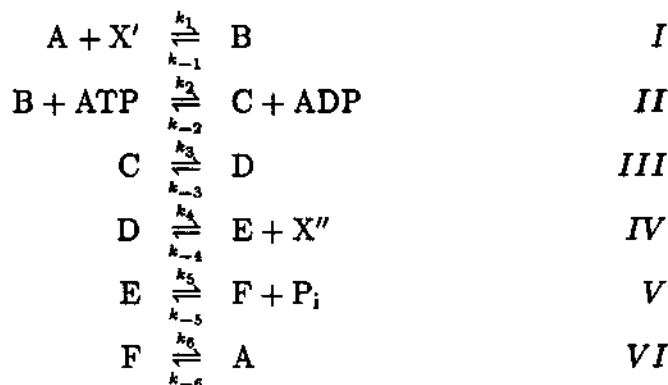 A + X′ ⇌ B k₁ k₋₁ I
B + ATP ⇌ C + ADP k₂ k₋₂ II
C ⇌ D k₃ k₋₃ III
D ⇌ E + X″ k₄ k₋₄ IV
E ⇌ F + Pᵢ k₅ k₋₅ V
F ⇌ A k₆ k₋₆ VI